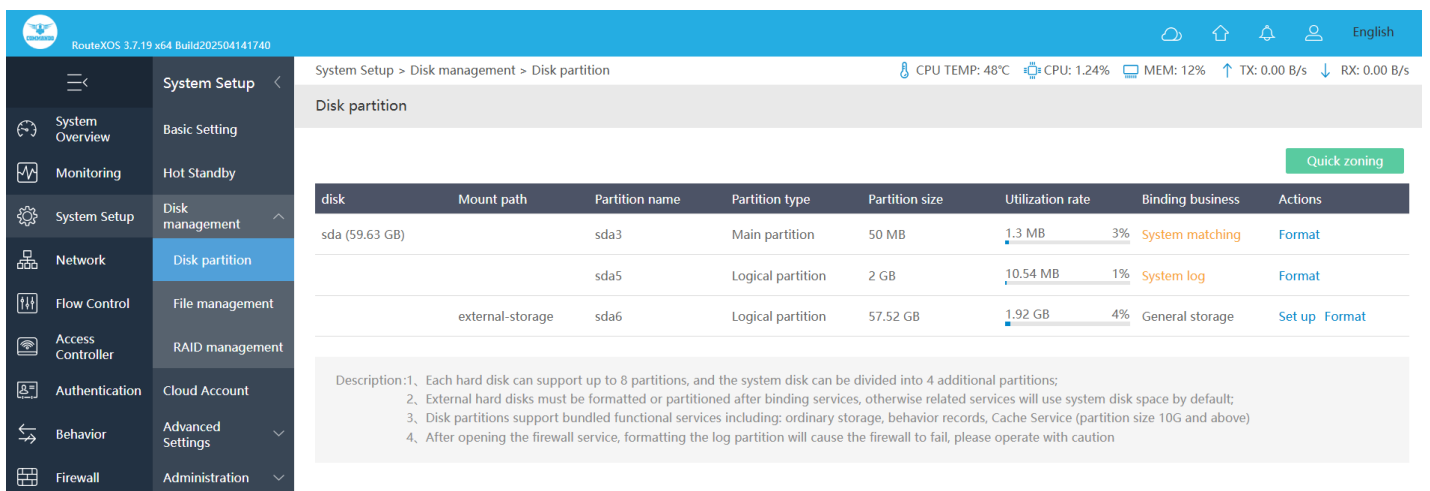 COMMANDO
RouteXOS 3.7.19 x64 Build202504141740
English
System Setup
System Setup > Disk management > Disk partition
CPU TEMP: 48℃ CPU: 1.24% MEM: 12% TX: 0.00 B/s RX: 0.00 B/s
Disk partition
System
Overview
Monitoring
System Setup
Network
Flow Control
Access
Controller
Authentication
Behavior
Firewall
Basic Setting
Hot Standby
Disk
management
Disk partition
File management
RAID management
Cloud Account
Advanced
Settings
Administration
Quick zoning
disk Mount path Partition name Partition type Partition size Utilization rate Binding business Actions
sda (59.63 GB) sda3 Main partition 50 MB 1.3 MB 3% System matching Format
sda5 Logical partition 2 GB 10.54 MB 1% System log Format
external-storage sda6 Logical partition 57.52 GB 1.92 GB 4% General storage Set up Format
Description:1、Each hard disk can support up to 8 partitions, and the system disk can be divided into 4 additional partitions;
2、External hard disks must be formatted or partitioned after binding services, otherwise related services will use system disk space by default;
3、Disk partitions support bundled functional services including: ordinary storage, behavior records, Cache Service (partition size 10G and above)
4、After opening the firewall service, formatting the log partition will cause the firewall to fail, please operate with caution